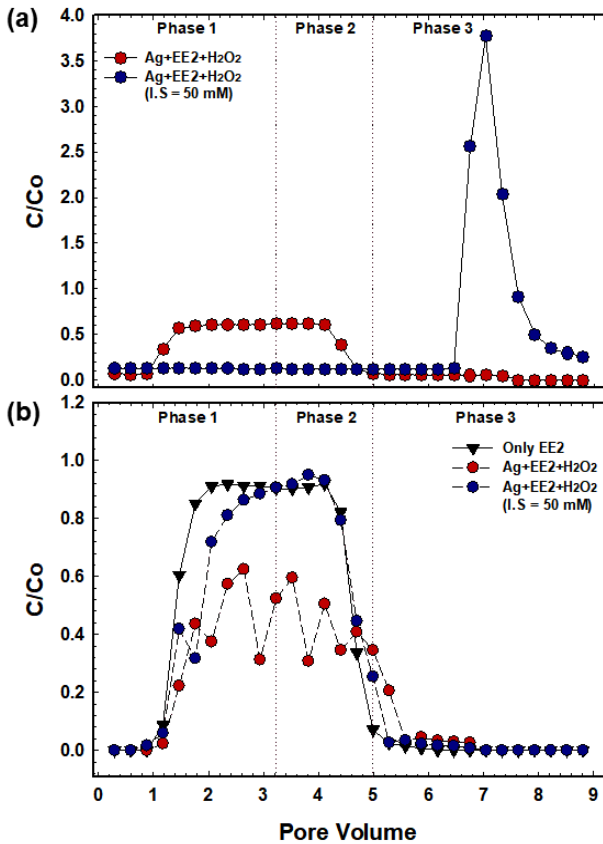 (a)
Phase 1
Phase 2
Phase 3
Ag+EE2+H2O2
Ag+EE2+H2O2
(I.S = 50 mM)
C/Co
4.0
3.5
3.0
2.5
2.0
1.5
1.0
0.5
0.0
(b)
Phase 1
Phase 2
Phase 3
Only EE2
Ag+EE2+H2O2
Ag+EE2+H2O2
(I.S = 50 mM)
C/Co
1.2
1.0
0.8
0.6
0.4
0.2
0.0
0 1 2 3 4 5 6 7 8 9
Pore Volume